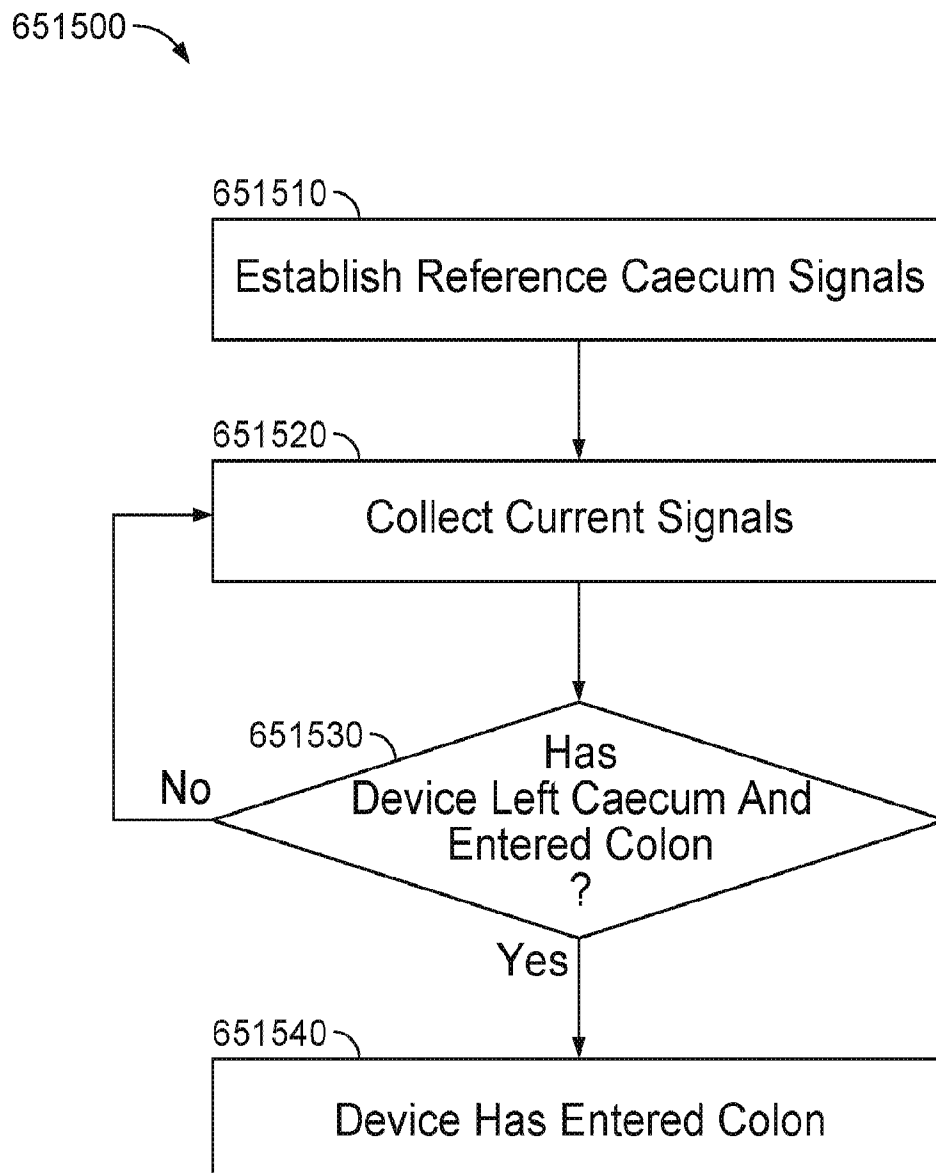 651500
651510
Establish Reference Caecum Signals
651520
Collect Current Signals
651530
Has
Device Left Caecum And
Entered Colon
?
No
Yes
651540
Device Has Entered Colon